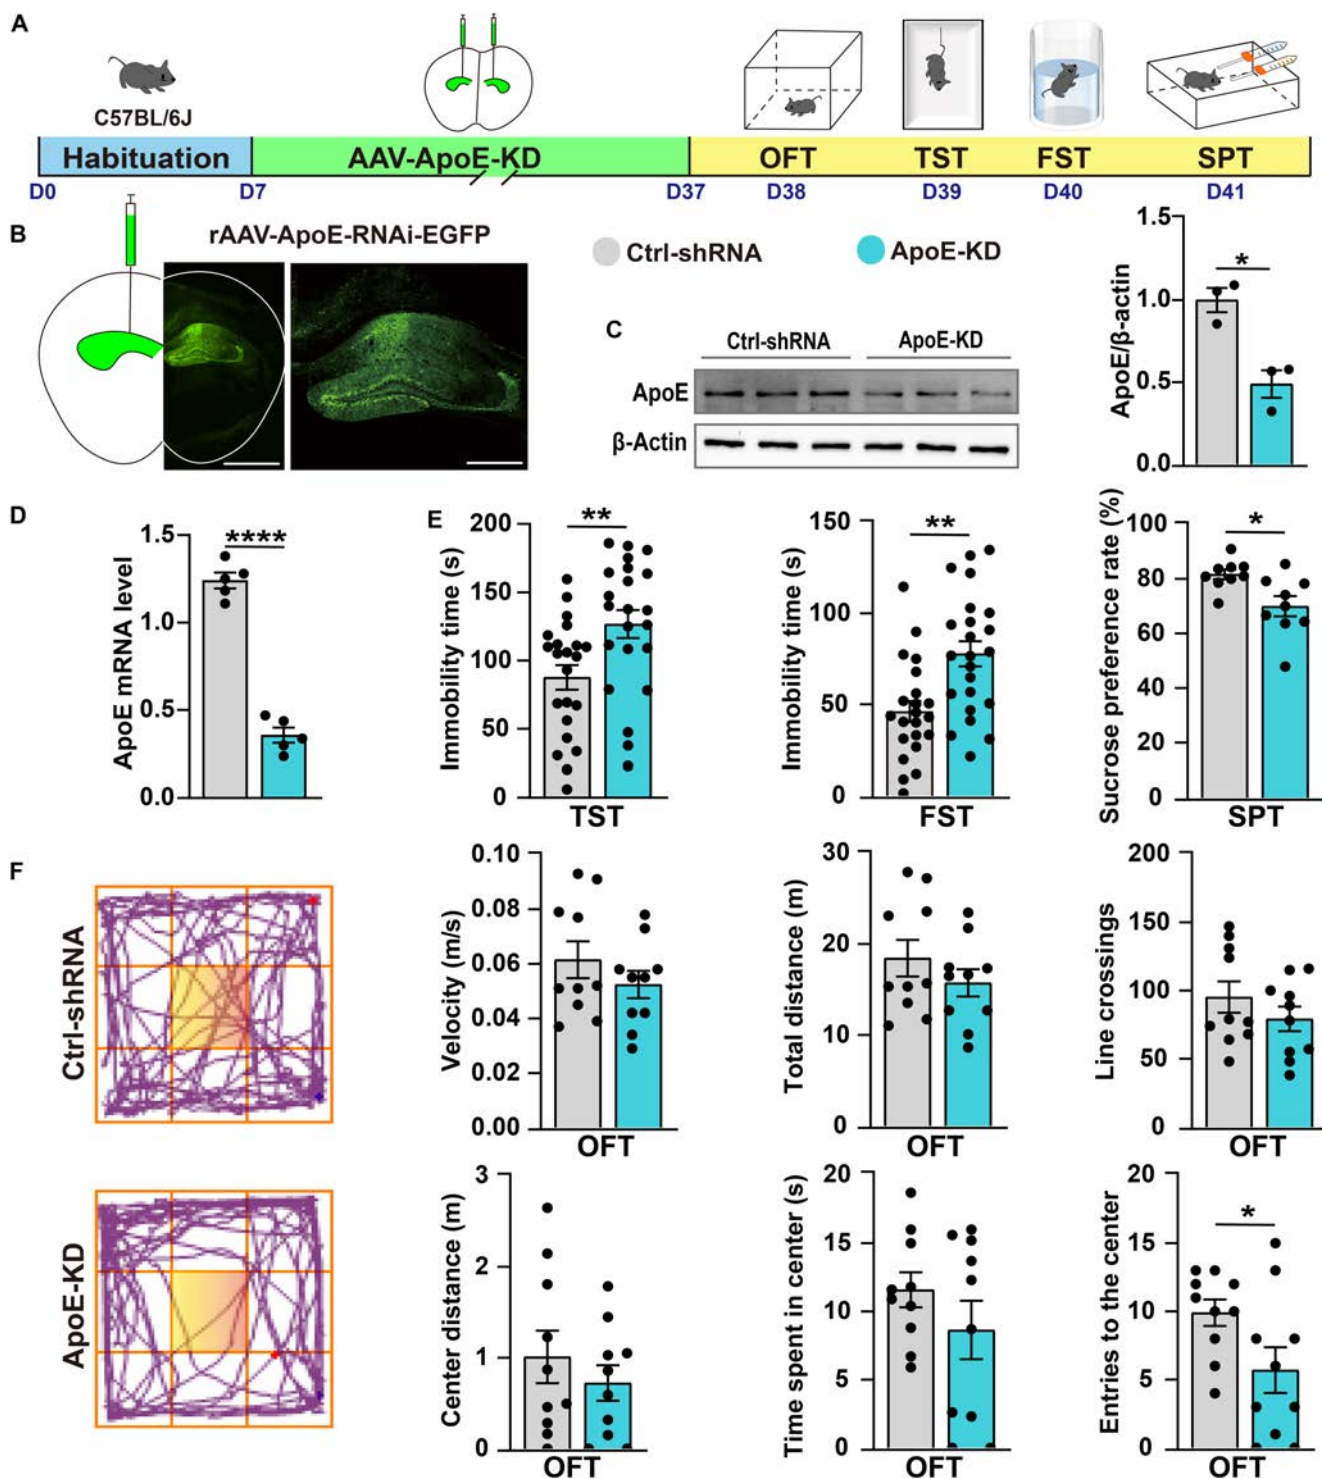 A
C57BL/6J
Habituation
AAV-ApoE-KD
OFT
TST
FST
SPT
D0
D7
D37
D38
D39
D40
D41
B
rAAV-ApoE-RNAi-EGFP
Ctrl-shRNA
ApoE-KD
C
Ctrl-shRNA
ApoE-KD
ApoE
β-Actin
ApoE/β-actin
1.5
1.0
0.5
0.0
*
D
ApoE mRNA level
1.5
1.0
0.5
0.0
****
E
Immobility time (s)
200
150
100
50
0
**
TST
Immobility time (s)
150
100
50
0
**
FST
Sucrose preference rate (%)
100
80
60
40
20
0
*
SPT
F
Ctrl-shRNA
ApoE-KD
Velocity (m/s)
0.10
0.08
0.06
0.04
0.02
0.00
OFT
Total distance (m)
30
20
10
0
OFT
Line crossings
200
150
100
50
0
OFT
Center distance (m)
3
2
1
0
OFT
Time spent in center (s)
20
15
10
5
0
OFT
Entries to the center
20
15
10
5
0
*
OFT